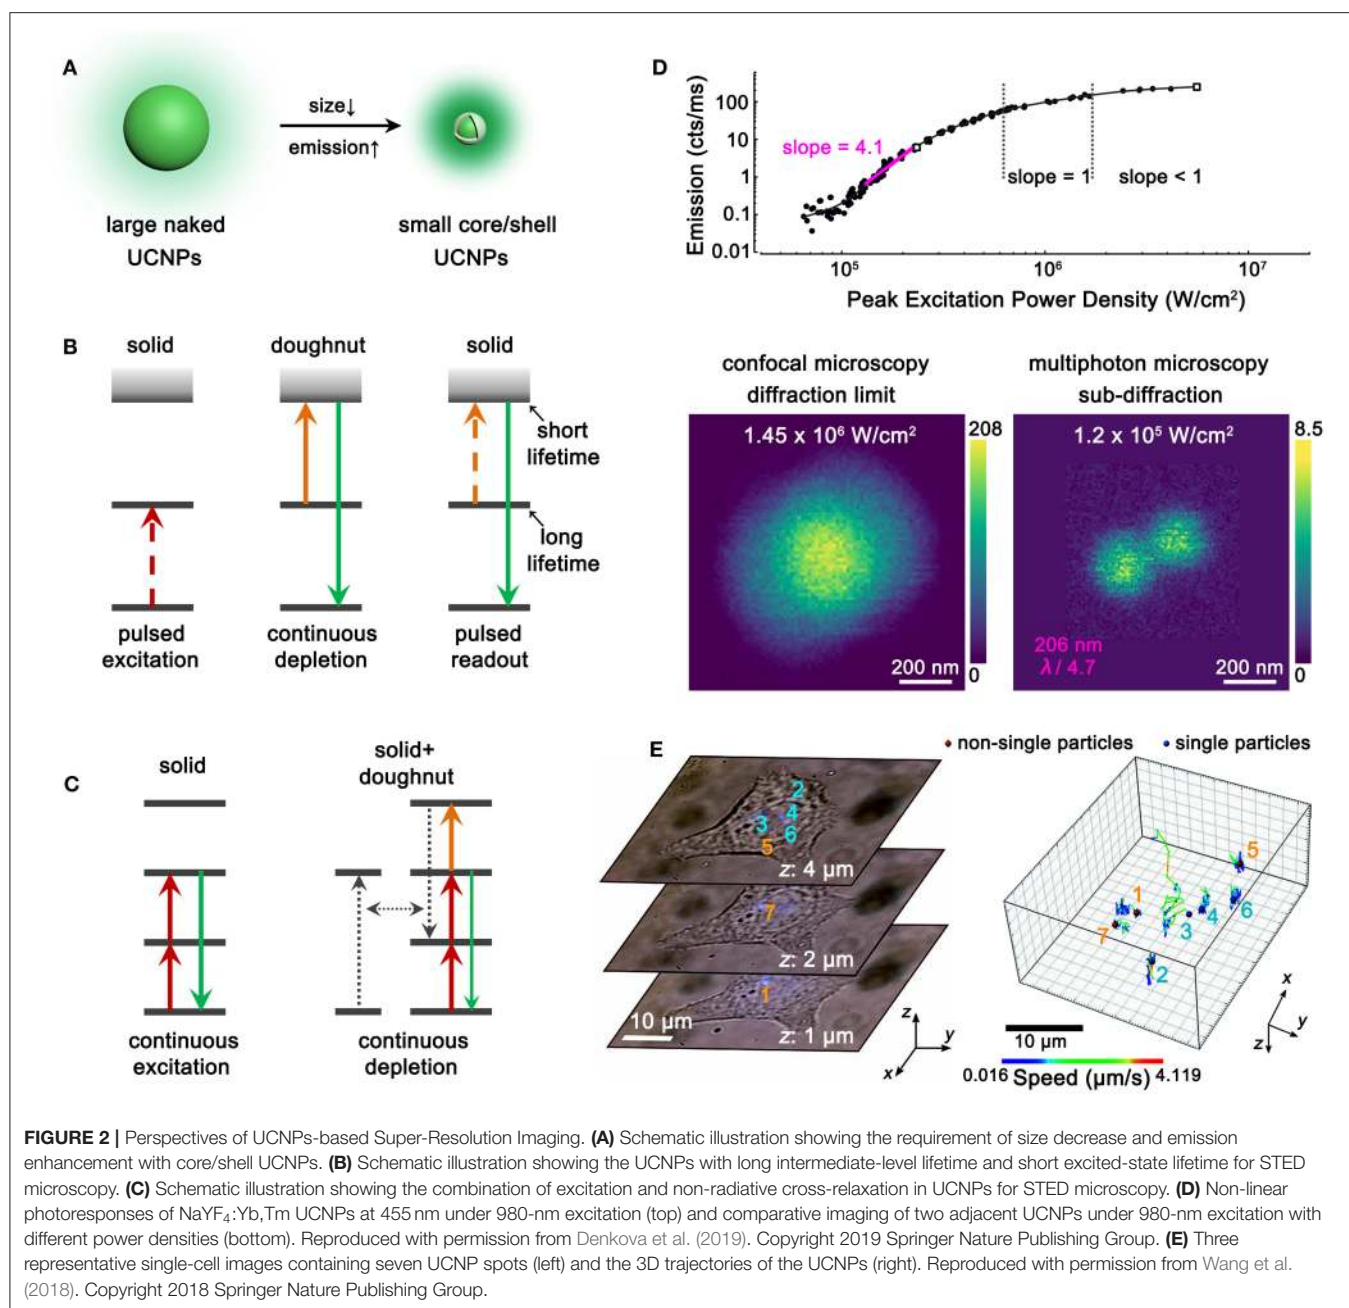 A
size↓
emission↑
large naked
UCNPs
small core/shell
UCNPs
B
solid
doughnut
solid
short
lifetime
long
lifetime
pulsed
excitation
continuous
depletion
pulsed
readout
C
solid
solid+
doughnut
continuous
excitation
continuous
depletion
D
Emission (cts/ms)
100
10
1
0.1
0.01
slope = 4.1
slope = 1
slope < 1
10⁵
10⁶
10⁷
Peak Excitation Power Density (W/cm²)
confocal microscopy
diffraction limit
1.45 x 10⁶ W/cm²
208
0
200 nm
multiphoton microscopy
sub-diffraction
1.2 x 10⁵ W/cm²
8.5
0
206 nm
λ / 4.7
200 nm
E
non-single particles
single particles
2
4
3
6
5
z: 4 µm
7
z: 2 µm
1
z: 1 µm
10 µm
z
y
x
5
1
6
4
7
3
2
x
y
z
10 µm
0.016 Speed (µm/s) 4.119
FIGURE 2 | Perspectives of UCNPs-based Super-Resolution Imaging. (A) Schematic illustration showing the requirement of size decrease and emission
enhancement with core/shell UCNPs. (B) Schematic illustration showing the UCNPs with long intermediate-level lifetime and short excited-state lifetime for STED
microscopy. (C) Schematic illustration showing the combination of excitation and non-radiative cross-relaxation in UCNPs for STED microscopy. (D) Non-linear
photoresponses of NaYF₄:Yb,Tm UCNPs at 455 nm under 980-nm excitation (top) and comparative imaging of two adjacent UCNPs under 980-nm excitation with
different power densities (bottom). Reproduced with permission from Denkova et al. (2019). Copyright 2019 Springer Nature Publishing Group. (E) Three
representative single-cell images containing seven UCNP spots (left) and the 3D trajectories of the UCNPs (right). Reproduced with permission from Wang et al.
(2018). Copyright 2018 Springer Nature Publishing Group.